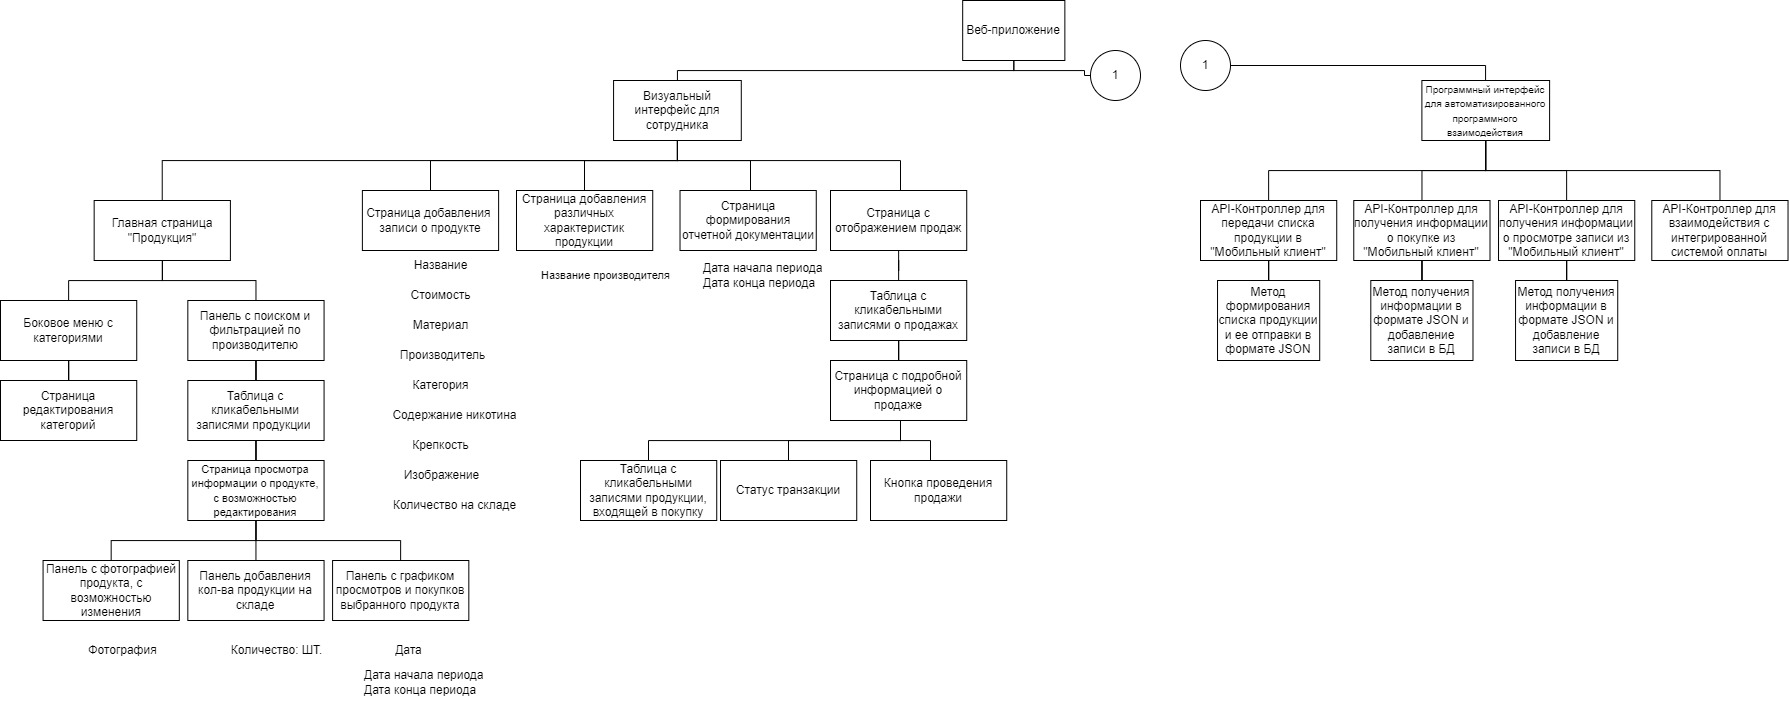 Веб-приложение
1
1
Визуальный
интерфейс для
сотрудника
Программный интерфейс
для автоматизированного
программного
взаимодействия
Главная страница
"Продукция"
Страница добавления
записи о продукте
Страница добавления
различных
характеристик
продукции
Страница
формирования
отчетной документации
Страница с
отображением продаж
API-Контроллер для
передачи списка
продукции в
"Мобильный клиент"
API-Контроллер для
получения информации
о покупке из
"Мобильный клиент"
API-Контроллер для
получения информации
о просмотре записи из
"Мобильный клиент"
API-Контроллер для
взаимодействия с
интегрированной
системой оплаты
Название
Стоимость
Материал
Производитель
Категория
Содержание никотина
Крепкость
Изображение
Количество на складе
Название производителя
Дата начала периода
Дата конца периода
Боковое меню с
категориями
Панель с поиском и
фильтрацией по
производителю
Таблица с
кликабельными
записями о продажах
Метод
формирования
списка продукции
и ее отправки в
формате JSON
Метод получения
информации в
формате JSON и
добавление
записи в БД
Метод получения
информации в
формате JSON и
добавление
записи в БД
Страница
редактирования
категорий
Таблица с
кликабельными
записями продукции
Страница с подробной
информацией о
продаже
Страница просмотра
информации о продукте,
с возможностью
редактирования
Таблица с
кликабельными
записями продукции,
входящей в покупку
Статус транзакции
Кнопка проведения
продажи
Панель с фотографией
продукта, с
возможностью
изменения
Панель добавления
кол-ва продукции на
складе
Панель с графиком
просмотров и покупков
выбранного продукта
Фотография
Количество: ШТ.
Дата
Дата начала периода
Дата конца периода